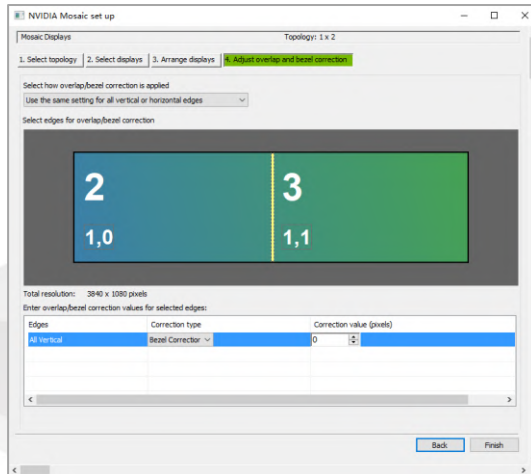 NVIDIA Mosaic set up
Mosaic Displays Topology: 1 x 2
1. Select topology 2. Select displays 3. Arrange displays 4. Adjust overlap and bezel correction
Select how overlap/bezel correction is applied
Use the same setting for all vertical or horizontal edges
Select edges for overlap/bezel correction
2 3
1,0 1,1
Total resolution: 3840 x 1080 pixels
Enter overlap/bezel correction values for selected edges:
Edges Correction type Correction value (pixels)
All Vertical Bezel Correction 0
Back Finish